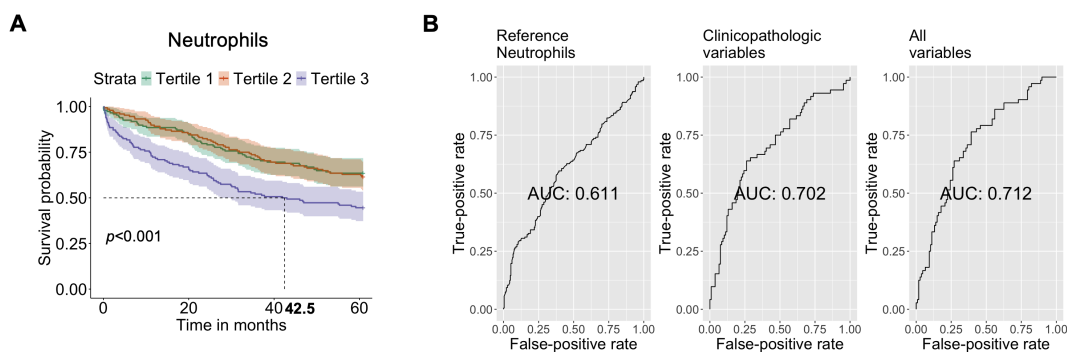 A
Neutrophils
Strata Tertile 1 Tertile 2 Tertile 3
Survival probability
1.00
0.75
0.50
0.25
0.00
p<0.001
0 20 40 42.5 60
Time in months
B
Reference
Neutrophils
True-positive rate
1.00
0.75
0.50
0.25
0.00
AUC: 0.611
0.00 0.25 0.50 0.75 1.00
False-positive rate
Clinicopathologic
variables
True-positive rate
1.00
0.75
0.50
0.25
0.00
AUC: 0.702
0.00 0.25 0.50 0.75 1.00
False-positive rate
All
variables
True-positive rate
1.00
0.75
0.50
0.25
0.00
AUC: 0.712
0.00 0.25 0.50 0.75 1.00
False-positive rate